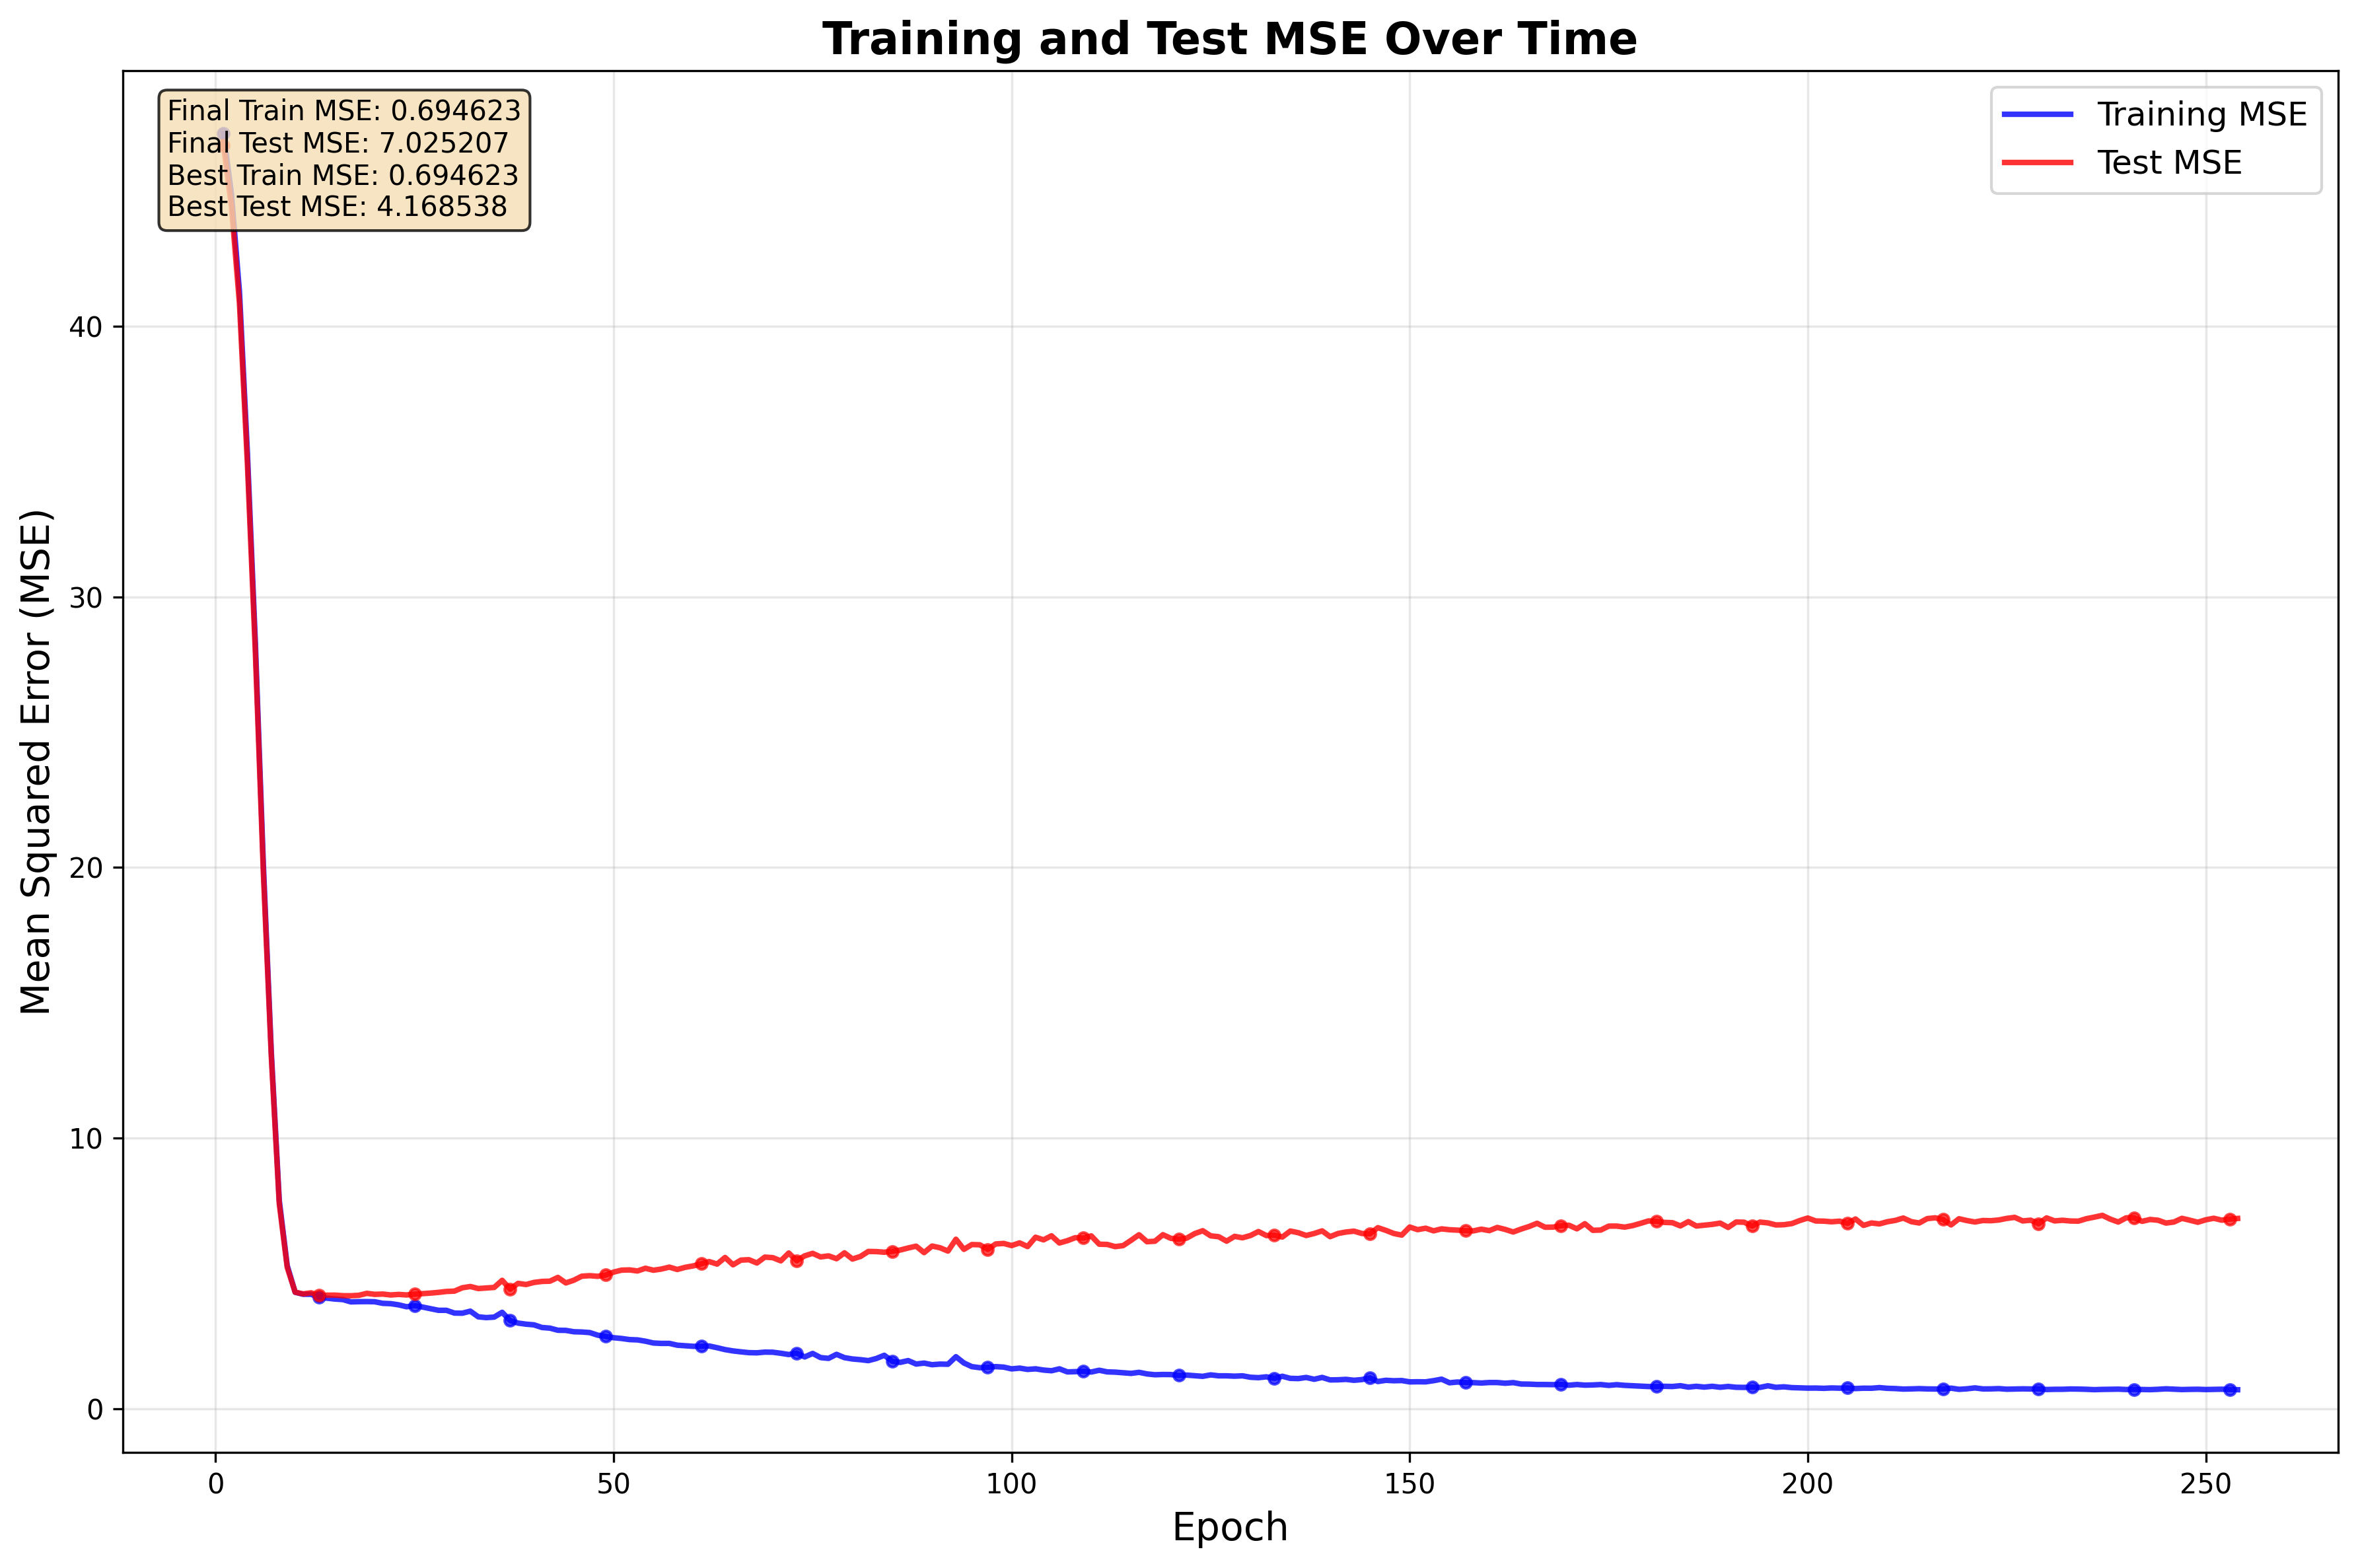 Training and Test MSE Over Time
Final Train MSE: 0.694623
Final Test MSE: 7.025207
Best Train MSE: 0.694623
Best Test MSE: 4.168538
Training MSE
Test MSE
Mean Squared Error (MSE)
40
30
20
10
0
0 50 100 150 200 250
Epoch